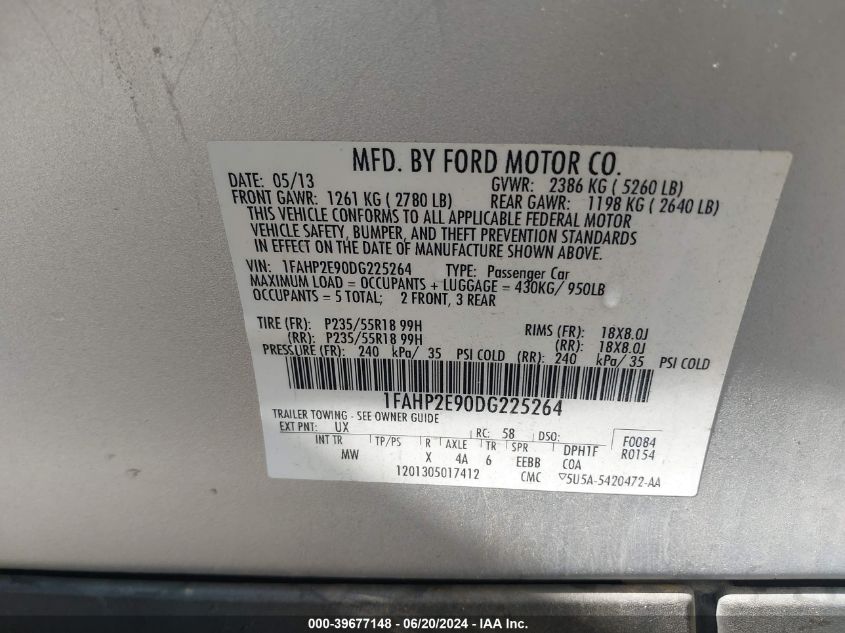 MFD. BY FORD MOTOR CO.
DATE: 05/13 GVWR: 2386 KG ( 5260 LB)
FRONT GAWR: 1261 KG ( 2780 LB) REAR GAWR: 1198 KG ( 2640 LB)
THIS VEHICLE CONFORMS TO ALL APPLICABLE FEDERAL MOTOR
VEHICLE SAFETY, BUMPER, AND THEFT PREVENTION STANDARDS
IN EFFECT ON THE DATE OF MANUFACTURE SHOWN ABOVE.
VIN: 1FAHP2E90DG225264 TYPE: Passenger Car
MAXIMUM LOAD = OCCUPANTS + LUGGAGE = 430KG/ 950LB
OCCUPANTS = 5 TOTAL; 2 FRONT, 3 REAR
TIRE (FR): P235/55R18 99H RIMS (FR): 18X8.0J
(RR): P235/55R18 99H (RR): 18X8.0J
PRESSURE (FR): 240 kPa/ 35 PSI COLD (RR): 240 kPa/ 35 PSI COLD
1FAHP2E90DG225264
TRAILER TOWING - SEE OWNER GUIDE
EXT PNT: UX RC: 58 DSO: F0084
INT TR TP/PS R AXLE TR SPR DPH1F R0154
MW X 4A 6 EEBB COA
1201305017412 CMC ▽5U5A-5420472-AA
000-39677148 - 06/20/2024 - IAA Inc.